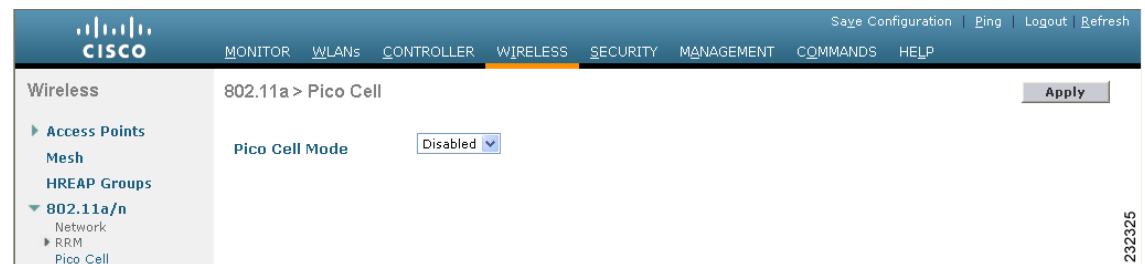 Save Configuration | Ping | Logout | Refresh
CISCO
MONITOR WLANs CONTROLLER WIRELESS SECURITY MANAGEMENT COMMANDS HELP
Wireless
802.11a > Pico Cell
Apply
Access Points
Mesh
HREAP Groups
802.11a/n
Network
RRM
Pico Cell
Pico Cell Mode
Disabled
232325